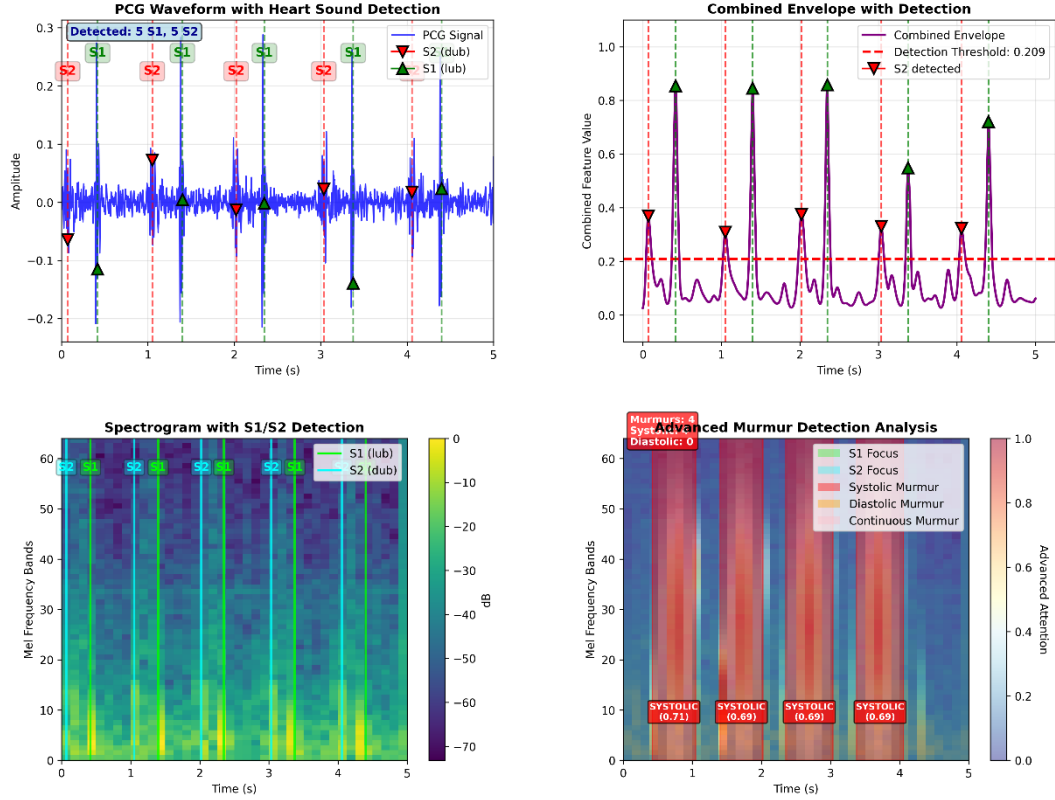 PCG Waveform with Heart Sound Detection
Detected: 5 S1, 5 S2
PCG Signal
S2 (dub)
S1 (lub)
S2 S1 S2 S1 S2 S1 S2 S1 S2 S1
Amplitude
0.3
0.2
0.1
0.0
−0.1
−0.2
0 1 2 3 4 5
Time (s)
Combined Envelope with Detection
Combined Envelope
Detection Threshold: 0.209
S2 detected
Combined Feature Value
1.0
0.8
0.6
0.4
0.2
0.0
0 1 2 3 4 5
Time (s)
Spectrogram with S1/S2 Detection
S1 (lub)
S2 (dub)
S2 S1 S2 S1 S2 S1 S2 S1
Mel Frequency Bands
60
50
40
30
20
10
0
0 1 2 3 4 5
Time (s)
0
−10
−20
−30
−40
−50
−60
−70
dB
Advanced Murmur Detection Analysis
Murmurs: 4
Diastolic: 0
S1 Focus
S2 Focus
Systolic Murmur
Diastolic Murmur
Continuous Murmur
Mel Frequency Bands
60
50
40
30
20
10
0
SYSTOLIC SYSTOLIC SYSTOLIC SYSTOLIC
(0.71) (0.69) (0.69) (0.69)
0 1 2 3 4 5
Time (s)
1.0
0.8
0.6
0.4
0.2
0.0
Advanced Attention